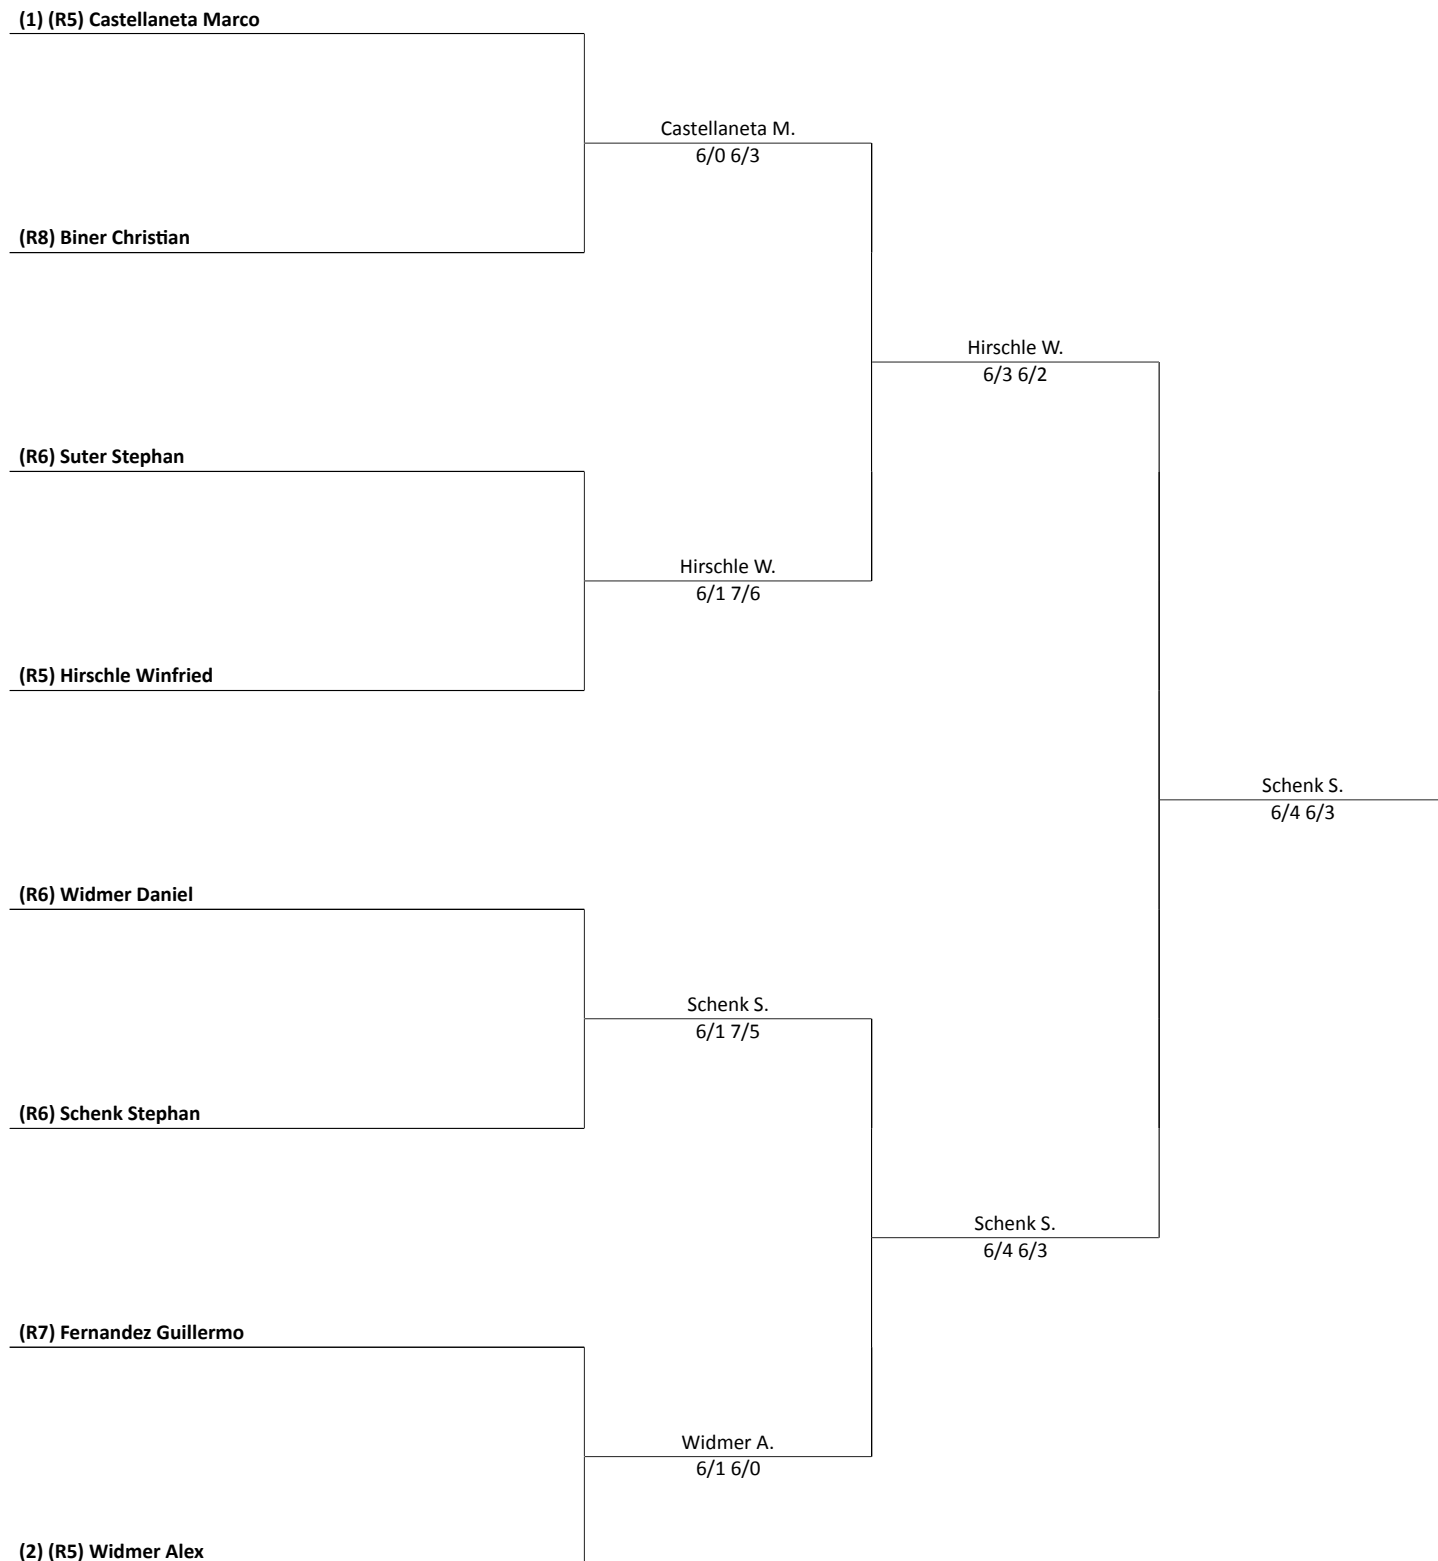 (1) (R5) Castellaneta Marco
Castellaneta M.
6/0 6/3
(R8) Biner Christian
Hirschle W.
6/3 6/2
(R6) Suter Stephan
Hirschle W.
6/1 7/6
(R5) Hirschle Winfried
Schenk S.
6/4 6/3
(R6) Widmer Daniel
Schenk S.
6/1 7/5
(R6) Schenk Stephan
Schenk S.
6/4 6/3
(R7) Fernandez Guillermo
Widmer A.
6/1 6/0
(2) (R5) Widmer Alex